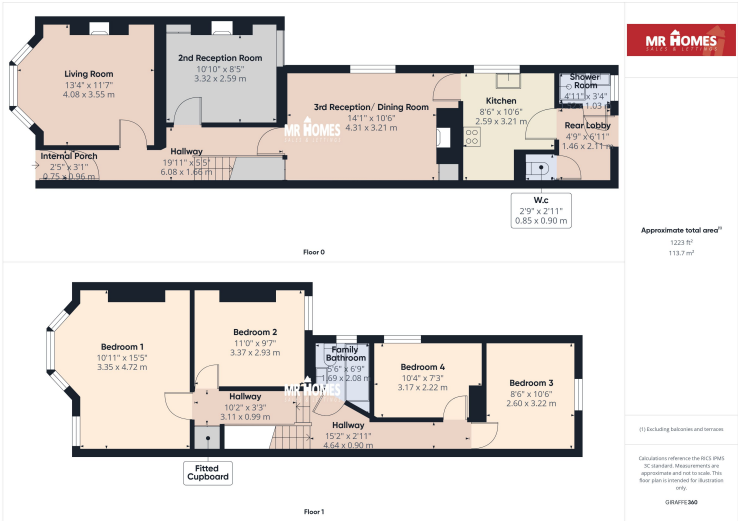 Living Room
13'4" x 11'7"
4.08 x 3.55 m
2nd Reception Room
10'10" x 8'5"
3.32 x 2.59 m
3rd Reception/ Dining Room
14'1" x 10'6"
4.31 x 3.21 m
Kitchen
8'6" x 10'6"
2.59 x 3.21 m
Shower
Room
4'11" x 3'4"
1.03 m
Rear Lobby
4'9" x 6'11"
1.46 x 2.11 m
MR HOMES
SALES & LETTINGS
Internal Porch
2'5" x 3'1"
0.75 x 0.96 m
Hallway
19'11" x 5'5"
6.08 x 1.66 m
W.c
2'9" x 2'11"
0.85 x 0.90 m
Floor 0
Bedroom 1
10'11" x 15'5"
3.35 x 4.72 m
Bedroom 2
11'0" x 9'7"
3.37 x 2.93 m
Family
Bathroom
5'6" x 6'9"
1.69 x 2.08 m
Bedroom 4
10'4" x 7'3"
3.17 x 2.22 m
Bedroom 3
8'6" x 10'6"
2.60 x 3.22 m
MR HOMES
Hallway
10'2" x 3'3"
3.11 x 0.99 m
Hallway
15'2" x 2'11"
4.64 x 0.90 m
Fitted
Cupboard
Floor 1
MR HOMES
SALES & LETTINGS
Approximate total area(1)
1223 ft²
113.7 m²
(1) Excluding balconies and terraces
Calculations reference the RICS IPMS
3C standard. Measurements are
approximate and not to scale. This
floor plan is intended for illustration
only.
GIRAFFE360